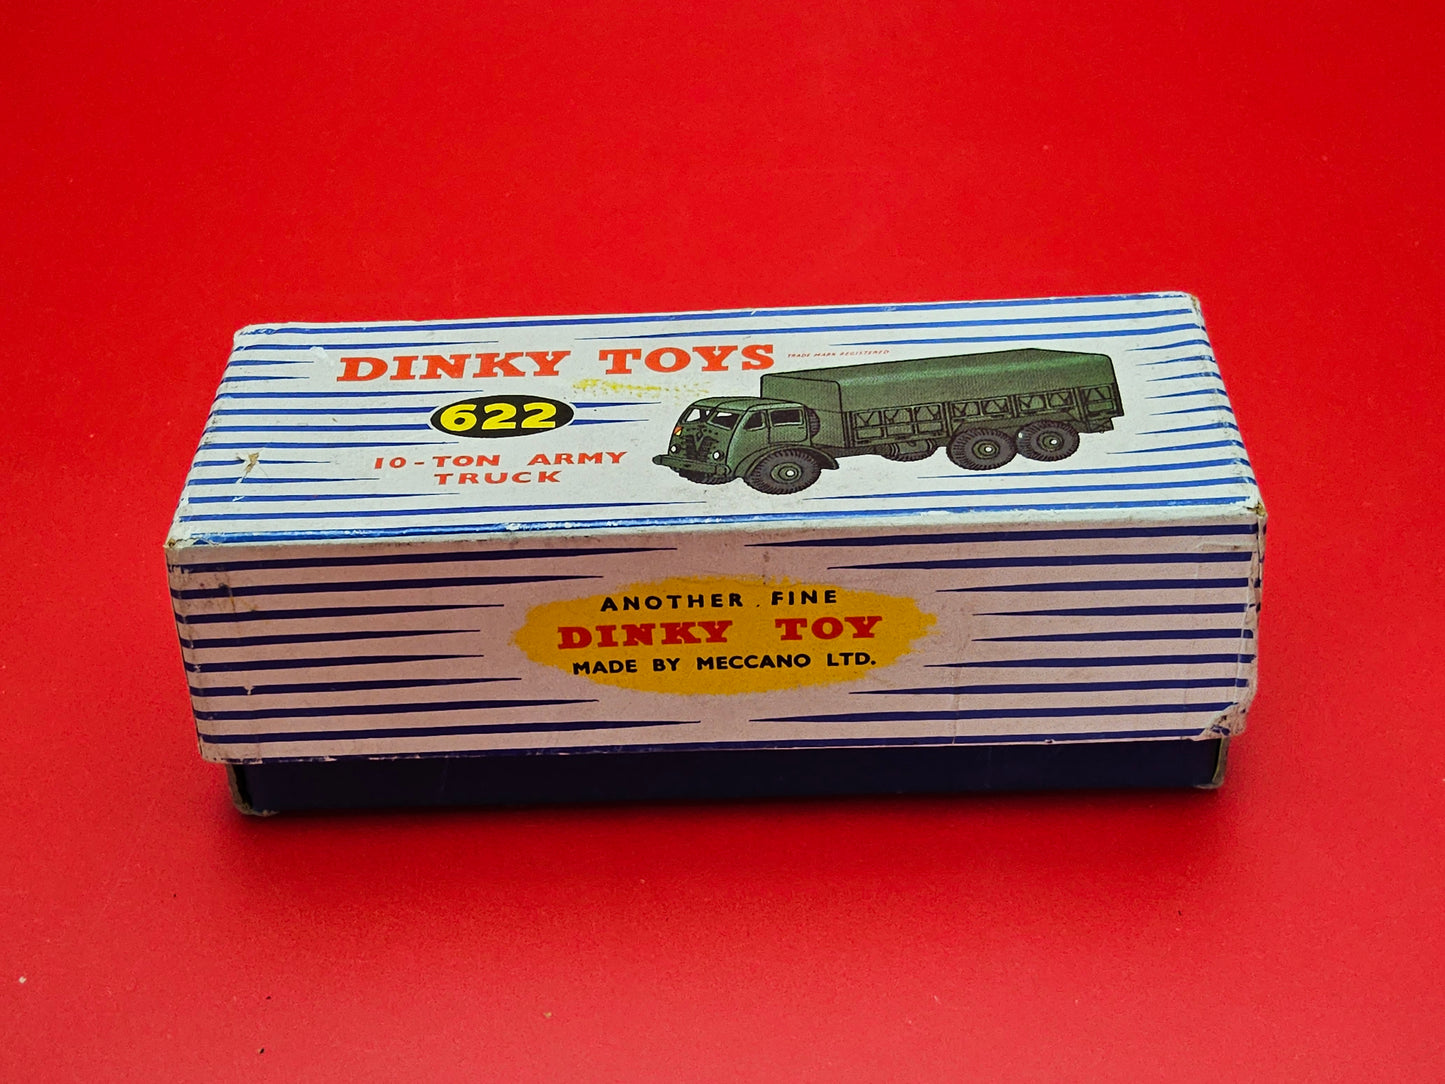 DINKY TOYS
TRADE MARK REGISTERED
622
10-TON ARMY
TRUCK
ANOTHER FINE
DINKY TOY
MADE BY MECCANO LTD.